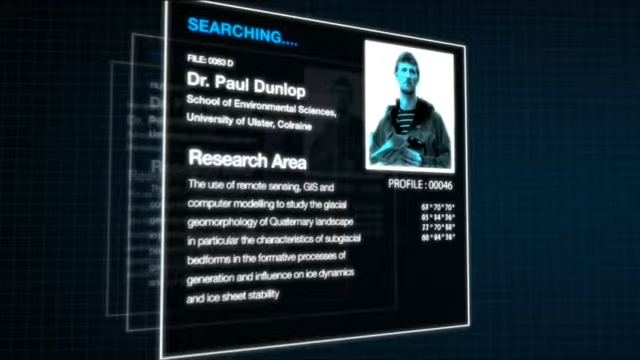 SEARCHING....
FILE: 0063 D
Dr. Paul Dunlop
School of Environmental Sciences,
University of Ulster, Colraine
Research Area
The use of remote sensing, GIS and
computer modelling to study the glacial
geomorphology of Quaternary landscape
in particular the characteristics of subglacial
bedforms in the formative processes of
generation and influence on ice dynamics
and ice sheet stability
PROFILE : 00046